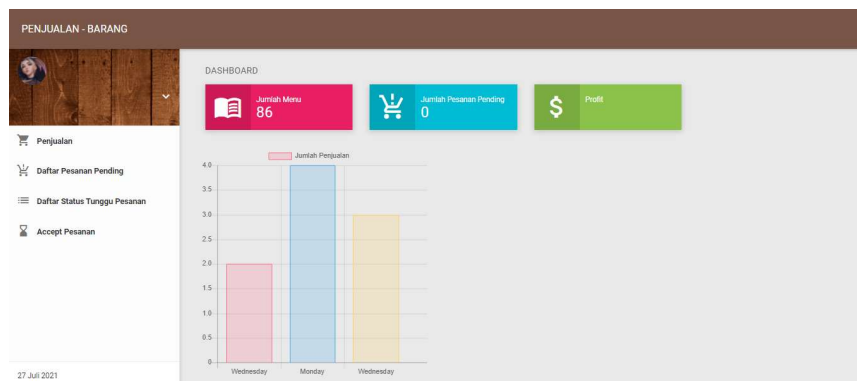 PENJUALAN - BARANG
DASHBOARD
Jumlah Menu
86
Jumlah Pesanan Pending
0
Profit
Penjualan
Daftar Pesanan Pending
Daftar Status Tunggu Pesanan
Accept Pesanan
27 Juli 2021
Jumlah Penjualan
4.0
3.5
3.0
2.5
2.0
1.5
1.0
0.5
0
Wednesday Monday Wednesday